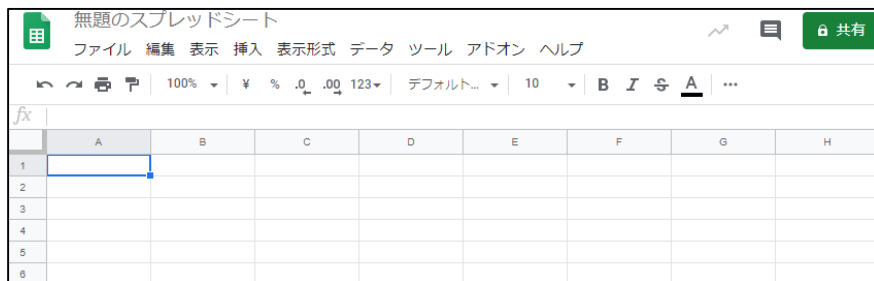 無題のスプレッドシート
ファイル 編集 表示 挿入 表示形式 データ ツール アドオン ヘルプ
共有
100% ¥ % .0 .00 123 デフォルト... 10 B I S A ...
fx
A B C D E F G H
1
2
3
4
5
6